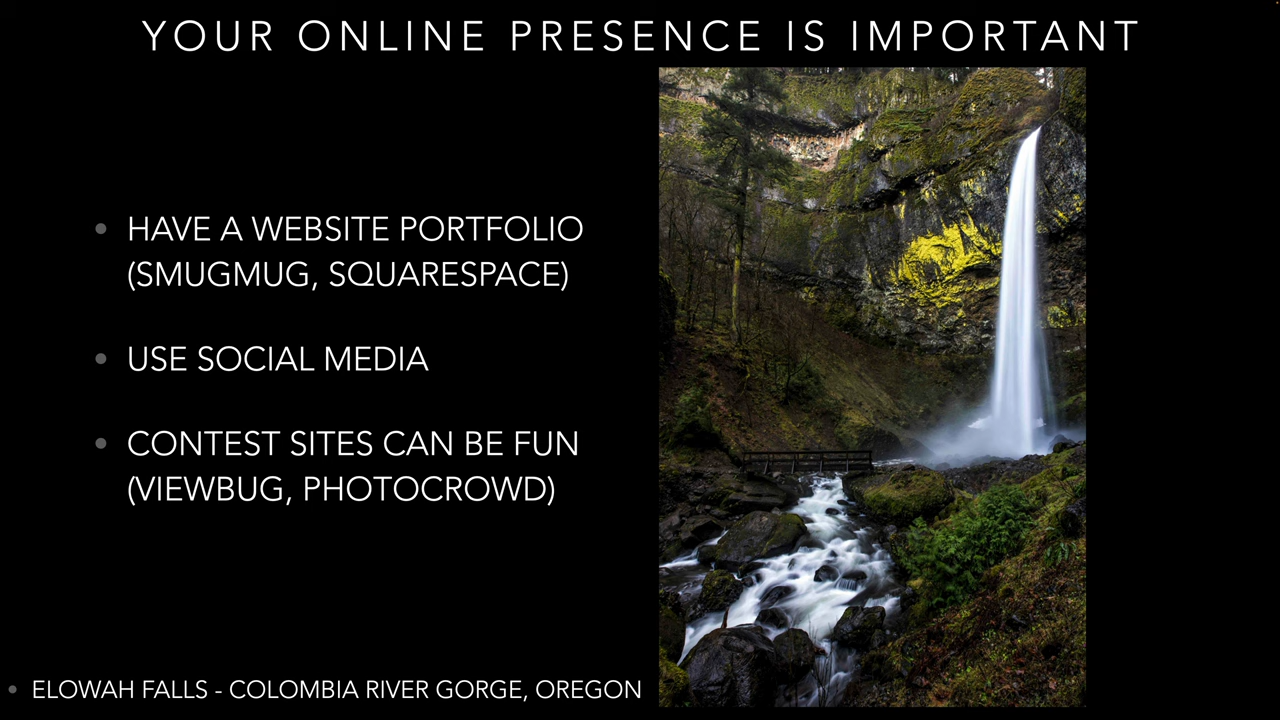 YOUR ONLINE PRESENCE IS IMPORTANT
• HAVE A WEBSITE PORTFOLIO
(SMUGMUG, SQUARESPACE)
• USE SOCIAL MEDIA
• CONTEST SITES CAN BE FUN
(VIEWBUG, PHOTOCROWD)
• ELOWAH FALLS - COLOMBIA RIVER GORGE, OREGON